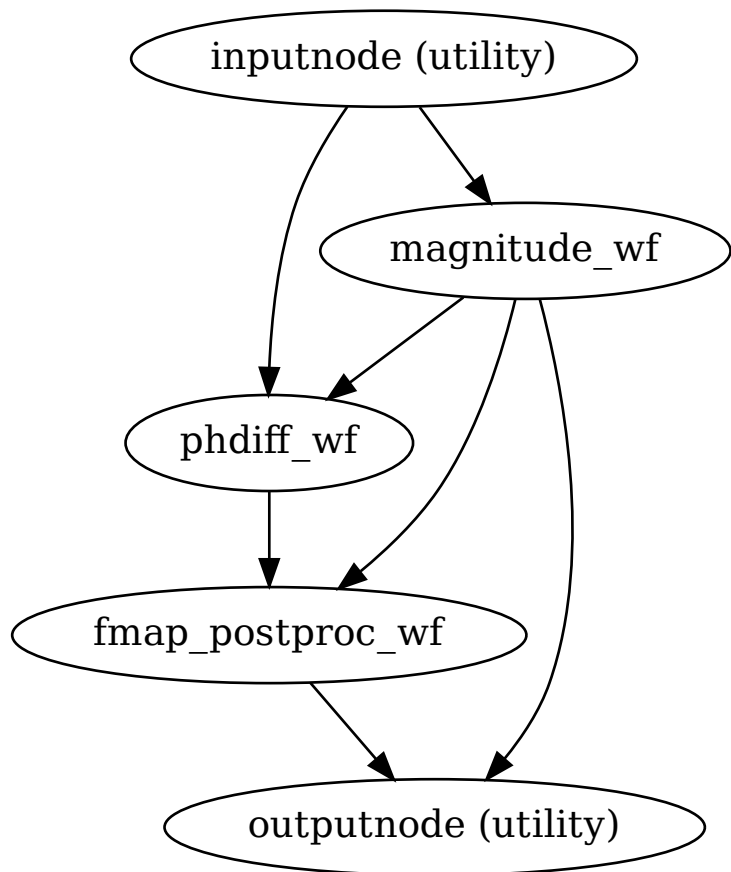 inputnode (utility)
magnitude_wf
phdiff_wf
fmap_postproc_wf
outputnode (utility)